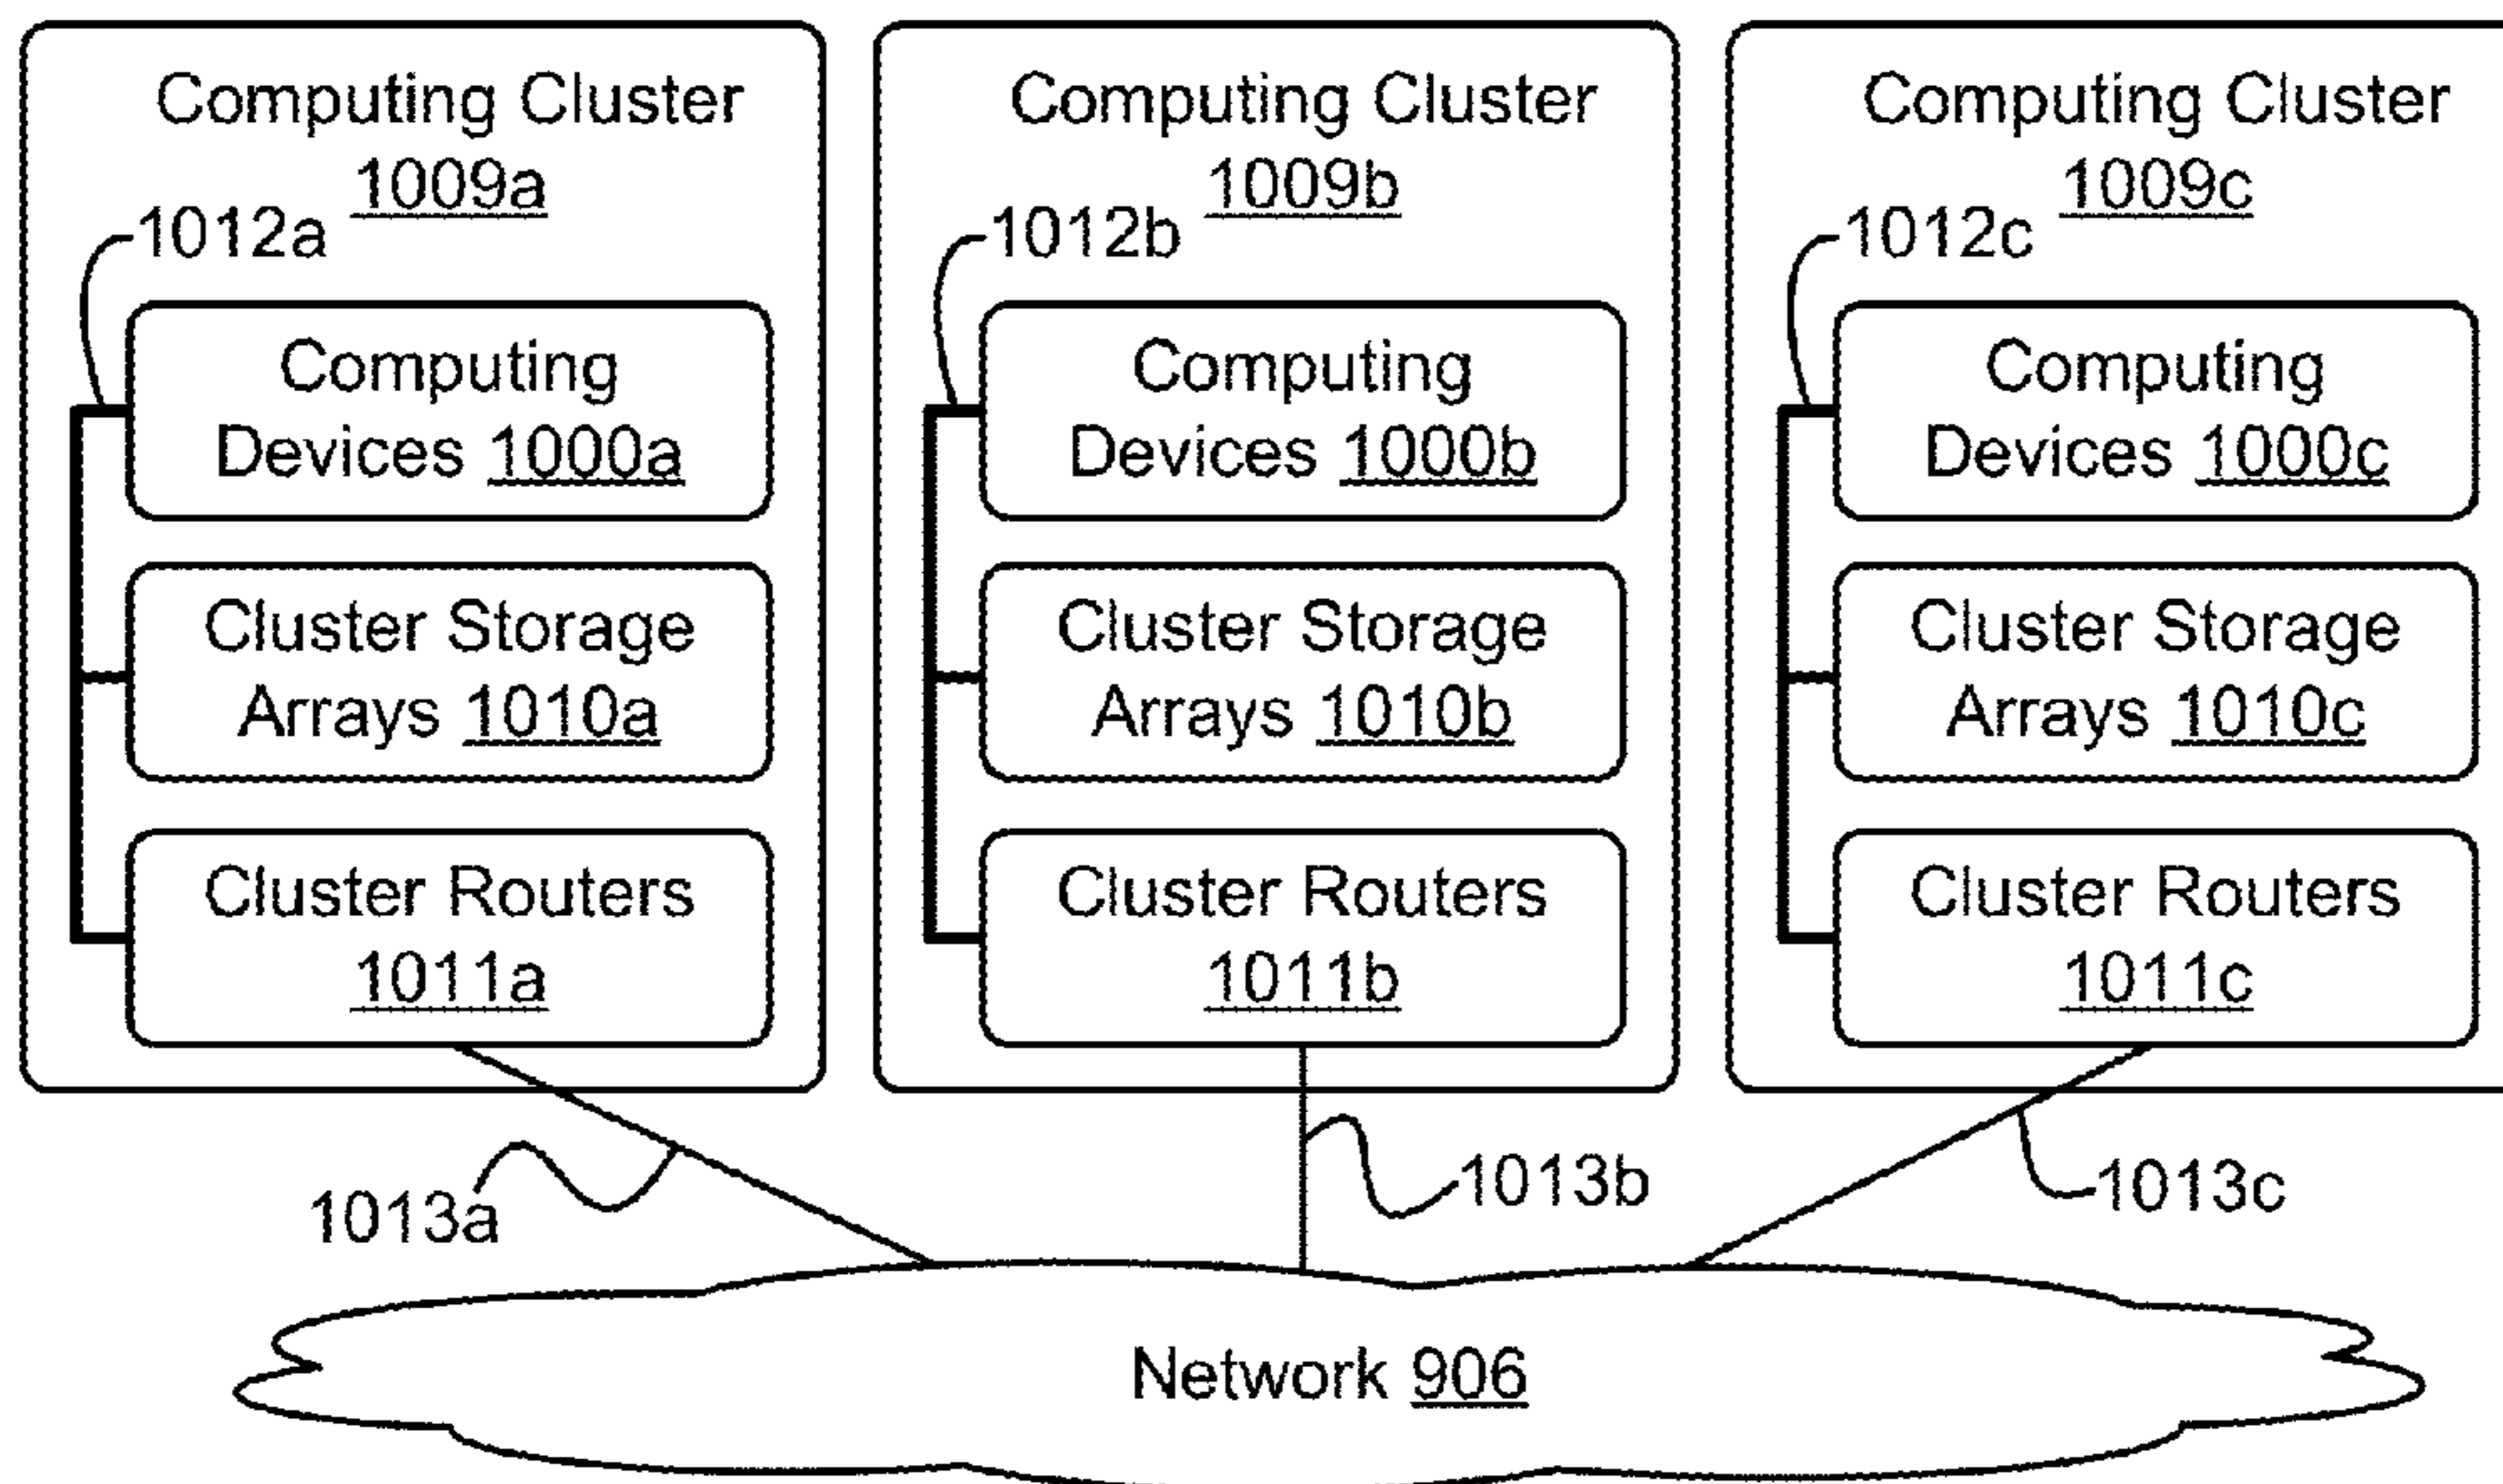 Computing Cluster
1009a
1012a
Computing
Devices 1000a
Cluster Storage
Arrays 1010a
Cluster Routers
1011a
Computing Cluster
1009b
1012b
Computing
Devices 1000b
Cluster Storage
Arrays 1010b
Cluster Routers
1011b
Computing Cluster
1009c
1012c
Computing
Devices 1000c
Cluster Storage
Arrays 1010c
Cluster Routers
1011c
1013a
1013b
1013c
Network 906